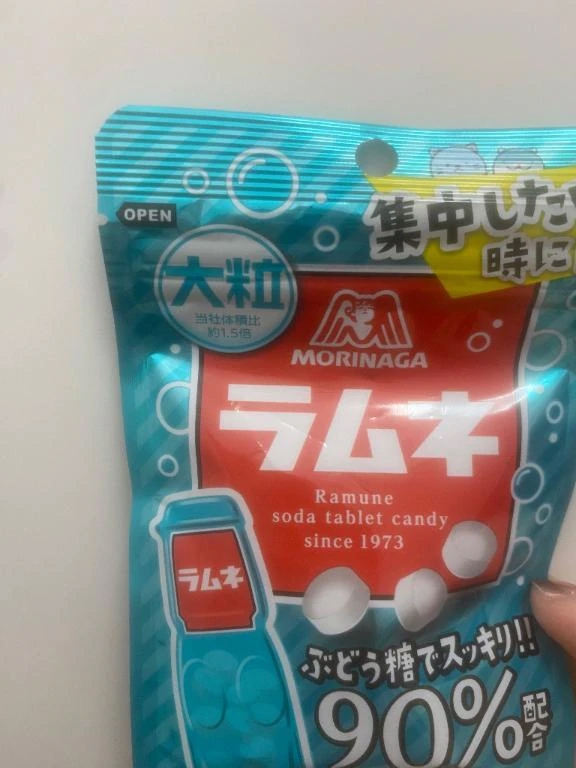 OPEN
集中した
時に
大粒
当社体積比
約1.5倍
MORINAGA
ラムネ
Ramune
soda tablet candy
since 1973
ラムネ
ぶどう糖でスッキリ!!
90%配合